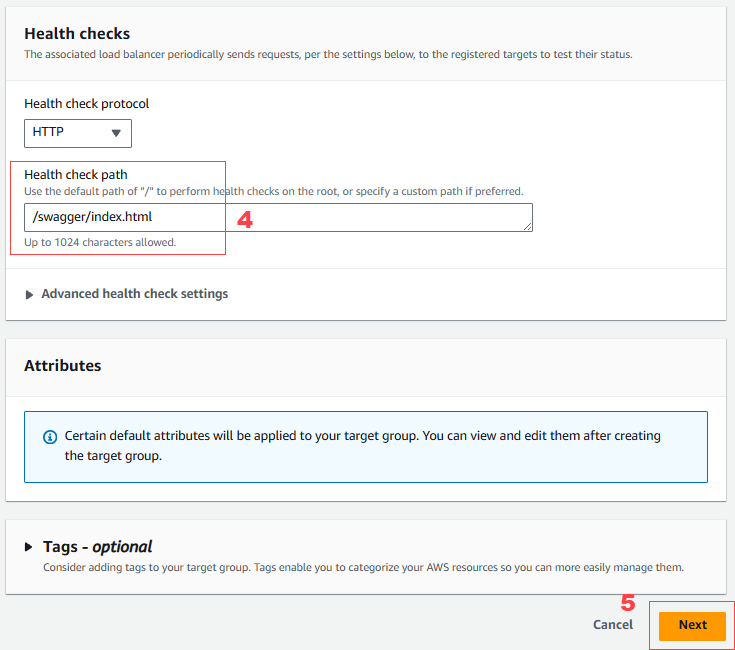 Health checks
The associated load balancer periodically sends requests, per the settings below, to the registered targets to test their status.
Health check protocol
HTTP
Health check path
Use the default path of "/" to perform health checks on the root, or specify a custom path if preferred.
/swagger/index.html
4
Up to 1024 characters allowed.
Advanced health check settings
Attributes
Certain default attributes will be applied to your target group. You can view and edit them after creating
the target group.
Tags - optional
Consider adding tags to your target group. Tags enable you to categorize your AWS resources so you can more easily manage them.
5
Cancel
Next